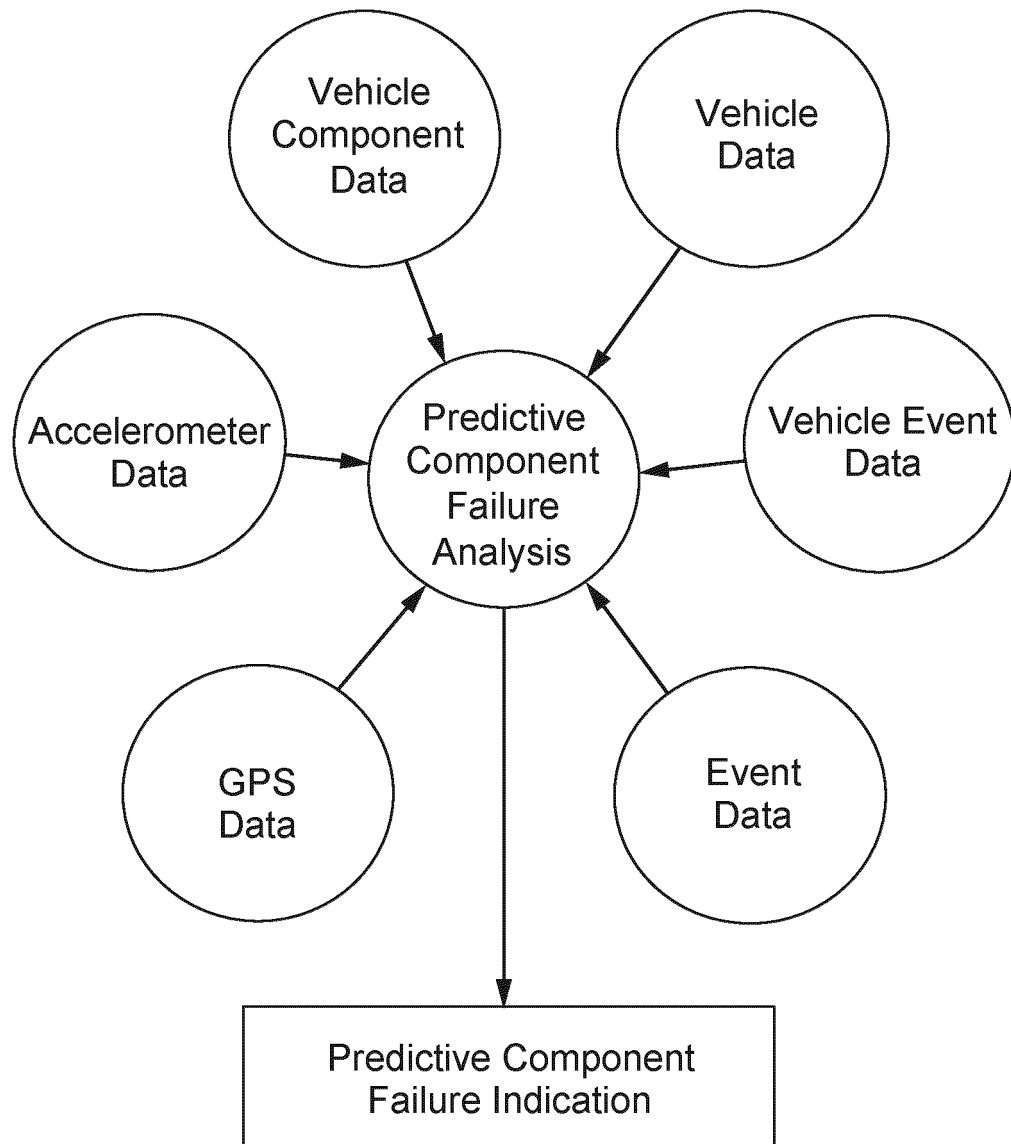 Vehicle
Component
Data
Vehicle
Data
Accelerometer
Data
Predictive
Component
Failure
Analysis
Vehicle Event
Data
GPS
Data
Event
Data
Predictive Component
Failure Indication